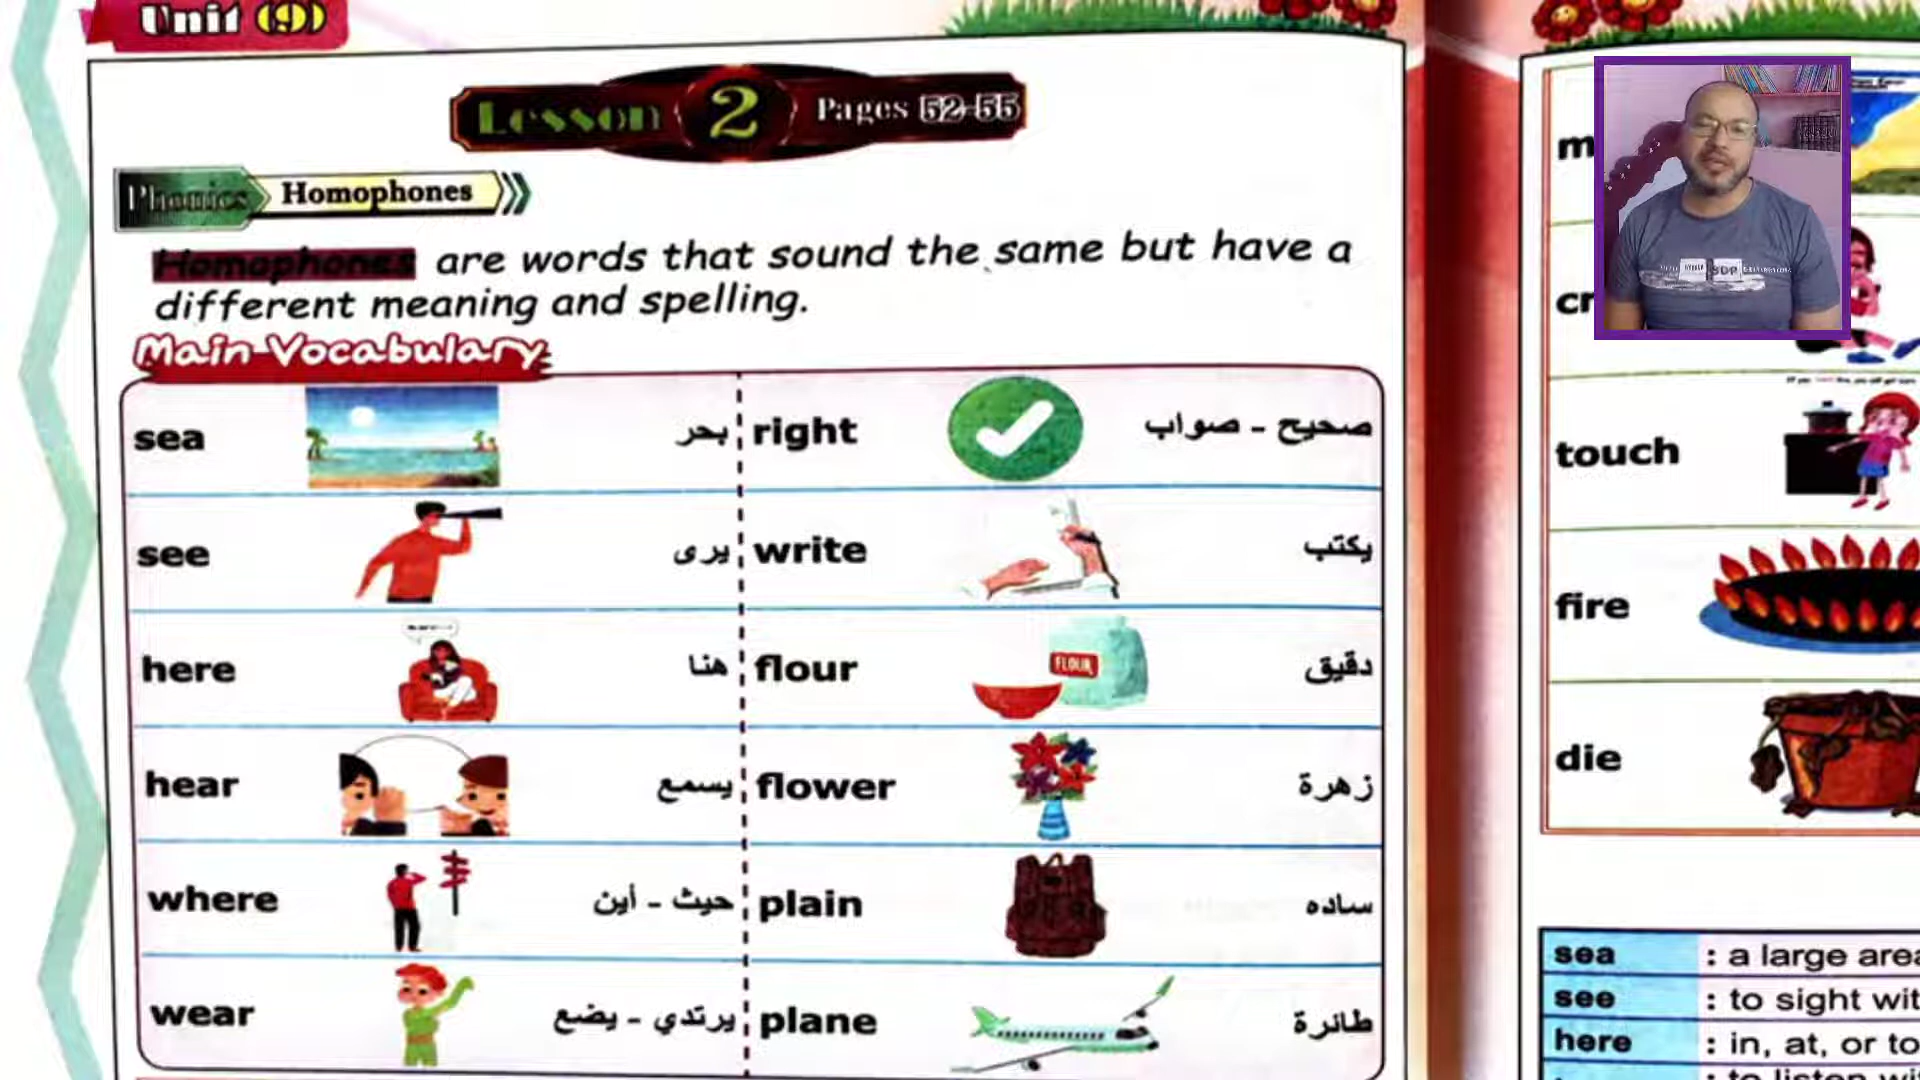 Unit (9)
Lesson 2 Pages 52-55
Phonics Homophones
Homophones are words that sound the same but have a
different meaning and spelling.
Main Vocabulary
sea بحر right صحيح - صواب
see يرى write يكتب
here هنا flour FLOUR دقيق
hear يسمع flower زهرة
where حيث - أين plain ساده
wear يرتدي - يضع plane طائرة
touch
fire
die
sea : a large area
see : to sight wit
here : in, at, or to
: to listen wit